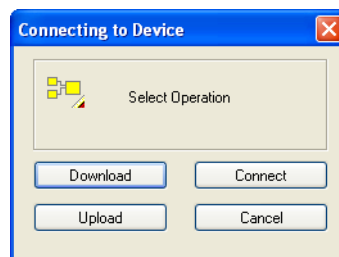 Connecting to Device
Select Operation
Download Connect
Upload Cancel